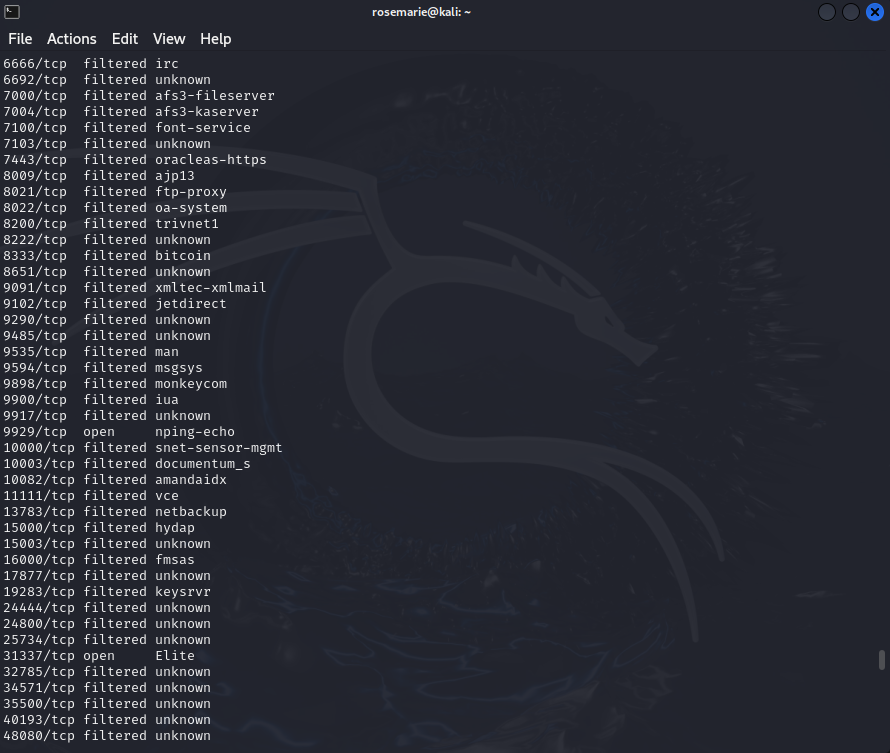 rosemarie@kali: ~
File Actions Edit View Help
6666/tcp filtered irc
6692/tcp filtered unknown
7000/tcp filtered afs3-fileserver
7004/tcp filtered afs3-kaserver
7100/tcp filtered font-service
7103/tcp filtered unknown
7443/tcp filtered oracleas-https
8009/tcp filtered ajp13
8021/tcp filtered ftp-proxy
8022/tcp filtered oa-system
8200/tcp filtered trivnet1
8222/tcp filtered unknown
8333/tcp filtered bitcoin
8651/tcp filtered unknown
9091/tcp filtered xmltec-xmlmail
9102/tcp filtered jetdirect
9290/tcp filtered unknown
9485/tcp filtered unknown
9535/tcp filtered man
9594/tcp filtered msgsys
9898/tcp filtered monkeycom
9900/tcp filtered iua
9917/tcp filtered unknown
9929/tcp open nping-echo
10000/tcp filtered snet-sensor-mgmt
10003/tcp filtered documentum_s
10082/tcp filtered amandaidx
11111/tcp filtered vce
13783/tcp filtered netbackup
15000/tcp filtered hydap
15003/tcp filtered unknown
16000/tcp filtered fmsas
17877/tcp filtered unknown
19283/tcp filtered keysrvr
24444/tcp filtered unknown
24800/tcp filtered unknown
25734/tcp filtered unknown
31337/tcp open Elite
32785/tcp filtered unknown
34571/tcp filtered unknown
35500/tcp filtered unknown
40193/tcp filtered unknown
48080/tcp filtered unknown